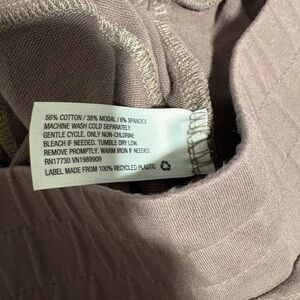 56% COTTON / 38% MODAL / 6% SPANDEX
MACHINE WASH COLD SEPARATELY.
GENTLE CYCLE. ONLY NON-CHLORINE
BLEACH IF NEEDED. TUMBLE DRY LOW.
REMOVE PROMPTLY. WARM IRON IF NEEDED.
RN17730 VN1989909
LABEL MADE FROM 100% RECYCLED PLASTIC